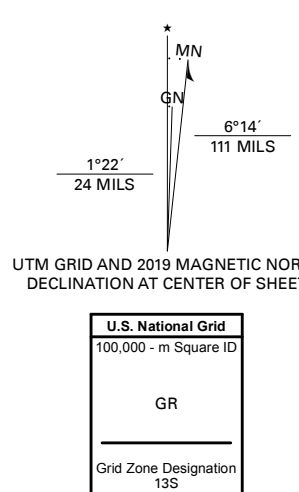 ★
MN
GN
6°14´
111 MILS
1°22´
24 MILS
UTM GRID AND 2019 MAGNETIC NOR
DECLINATION AT CENTER OF SHEET
U.S. National Grid
100,000 - m Square ID
GR
Grid Zone Designation
13S